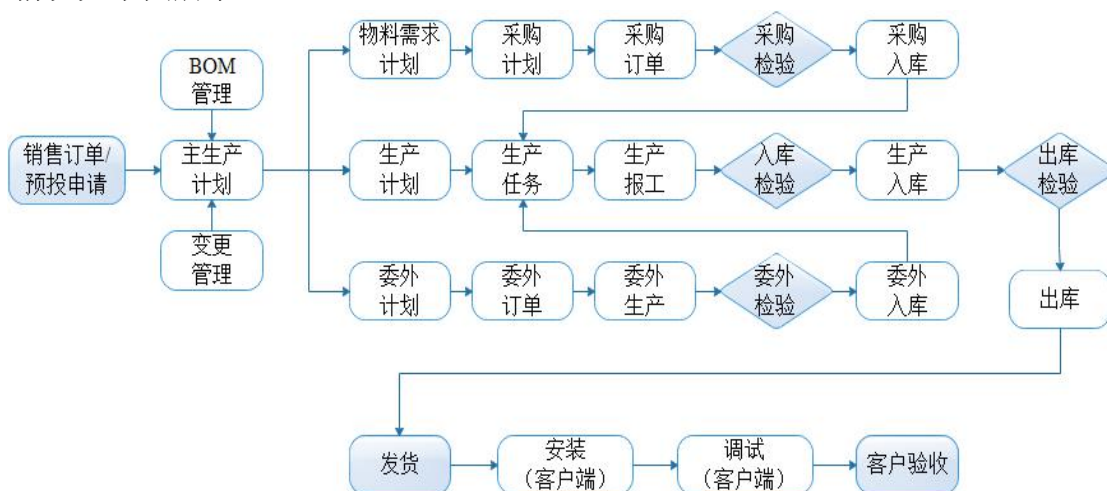 物料需求
计划
采购
计划
采购
订单
采购
检验
采购
入库
BOM
管理
销售订单/
预投申请
主生产
计划
生产
计划
生产
任务
生产
报工
入库
检验
生产
入库
出库
检验
变更
管理
委外
计划
委外
订单
委外
生产
委外
检验
委外
入库
出库
发货
安装
（客户端）
调试
（客户端）
客户验收